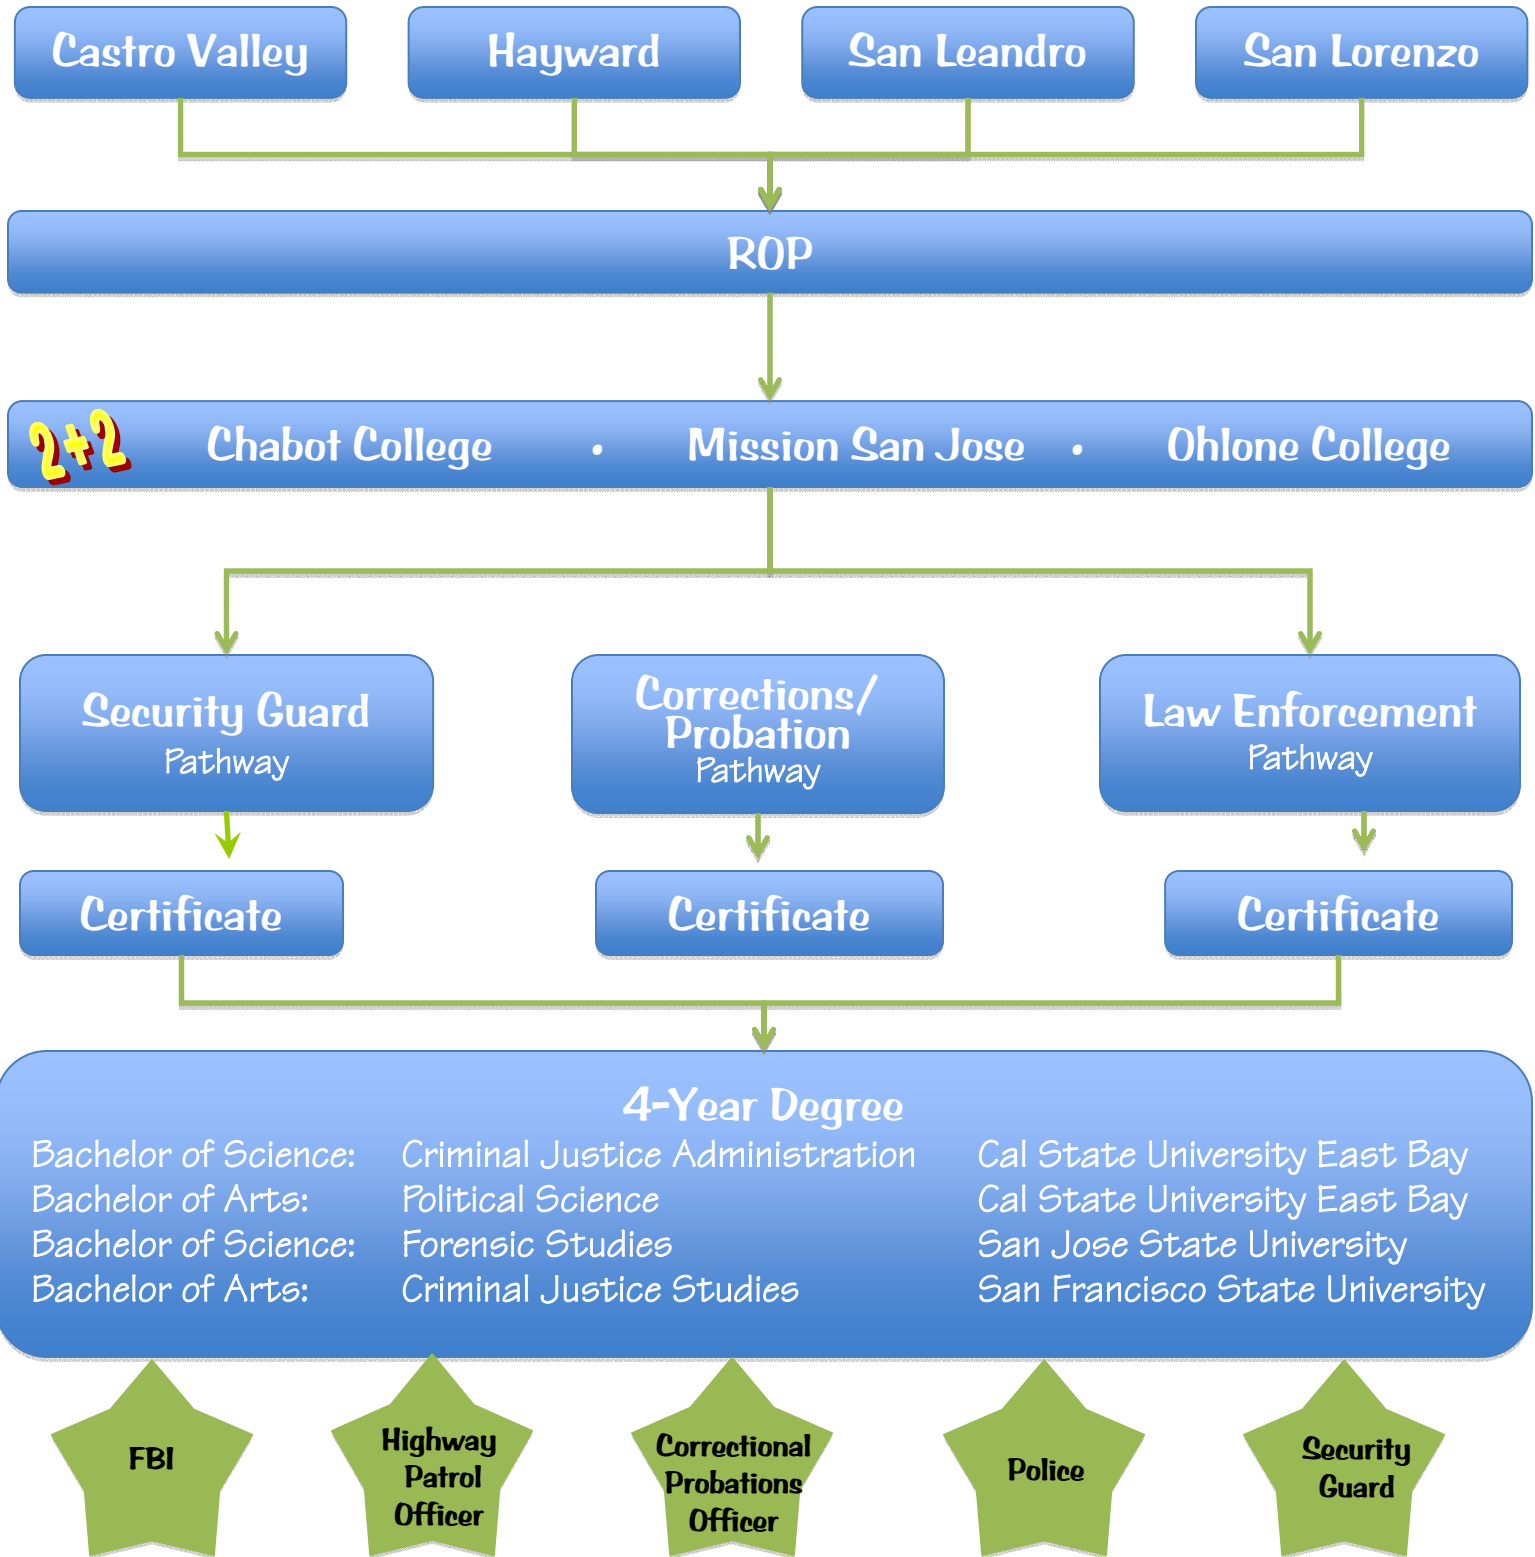 Castro Valley
Hayward
San Leandro
San Lorenzo
ROP
2+2
Chabot College • Mission San Jose • Ohlone College
Security Guard
Pathway
Corrections/
Probation
Pathway
Law Enforcement
Pathway
Certificate
Certificate
Certificate
4-Year Degree
Bachelor of Science: Criminal Justice Administration Cal State University East Bay
Bachelor of Arts: Political Science Cal State University East Bay
Bachelor of Science: Forensic Studies San Jose State University
Bachelor of Arts: Criminal Justice Studies San Francisco State University
FBI
Highway
Patrol
Officer
Correctional
Probations
Officer
Police
Security
Guard